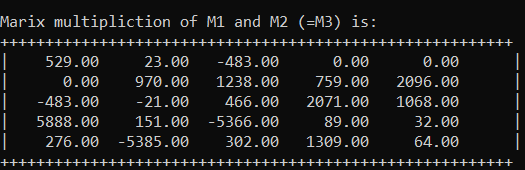 Marix multipliction of M1 and M2 (=M3) is:
+++++++++++++++++++++++++++++++++++++++++++++++++++++++++
| 529.00 23.00 -483.00 0.00 0.00 |
| 0.00 970.00 1238.00 759.00 2096.00 |
| -483.00 -21.00 466.00 2071.00 1068.00 |
| 5888.00 151.00 -5366.00 89.00 32.00 |
| 276.00 -5385.00 302.00 1309.00 64.00 |
+++++++++++++++++++++++++++++++++++++++++++++++++++++++++